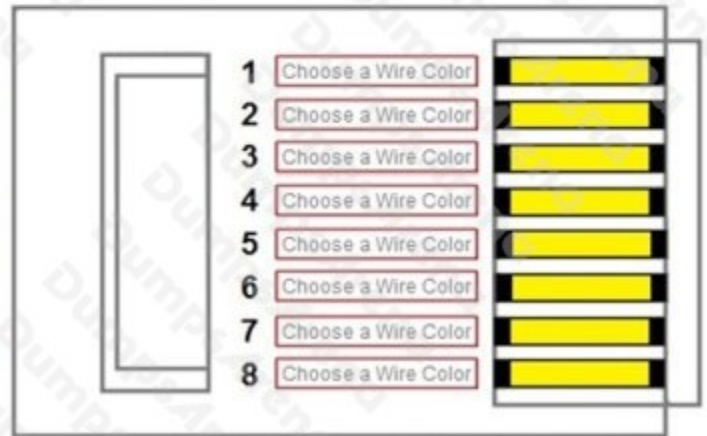 1 Choose a Wire Color
2 Choose a Wire Color
3 Choose a Wire Color
4 Choose a Wire Color
5 Choose a Wire Color
6 Choose a Wire Color
7 Choose a Wire Color
8 Choose a Wire Color